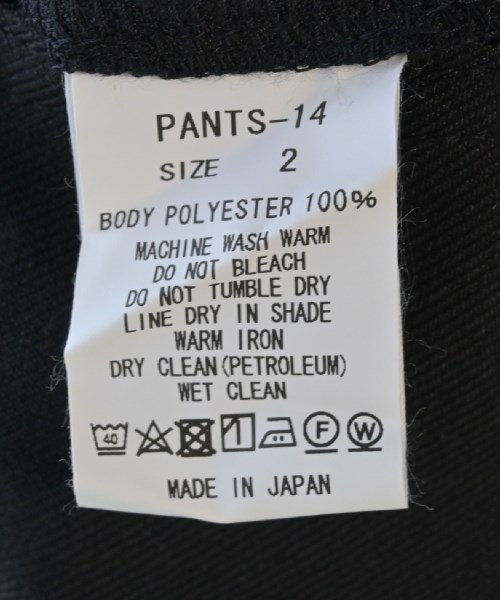 PANTS-14
SIZE 2
BODY POLYESTER 100%
MACHINE WASH WARM
DO NOT BLEACH
DO NOT TUMBLE DRY
LINE DRY IN SHADE
WARM IRON
DRY CLEAN(PETROLEUM)
WET CLEAN
40 F W
MADE IN JAPAN